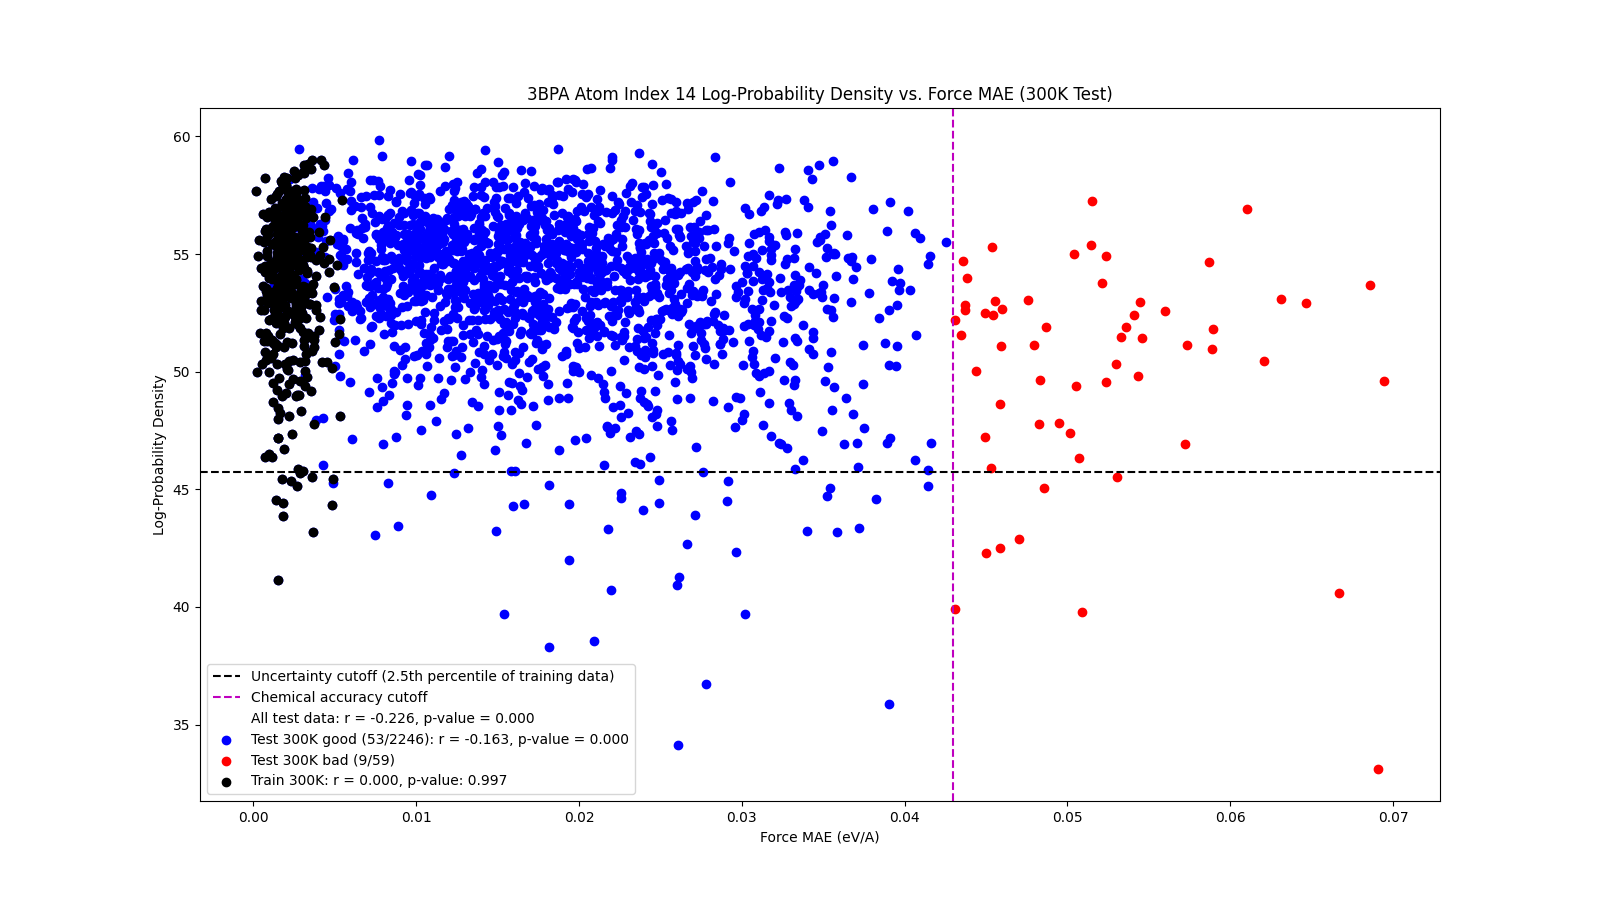 3BPA Atom Index 14 Log-Probability Density vs. Force MAE (300K Test)
Log-Probability Density
60
55
50
45
40
35
Uncertainty cutoff (2.5th percentile of training data)
Chemical accuracy cutoff
All test data: r = -0.226, p-value = 0.000
Test 300K good (53/2246): r = -0.163, p-value = 0.000
Test 300K bad (9/59)
Train 300K: r = 0.000, p-value: 0.997
0.00 0.01 0.02 0.03 0.04 0.05 0.06 0.07
Force MAE (eV/A)